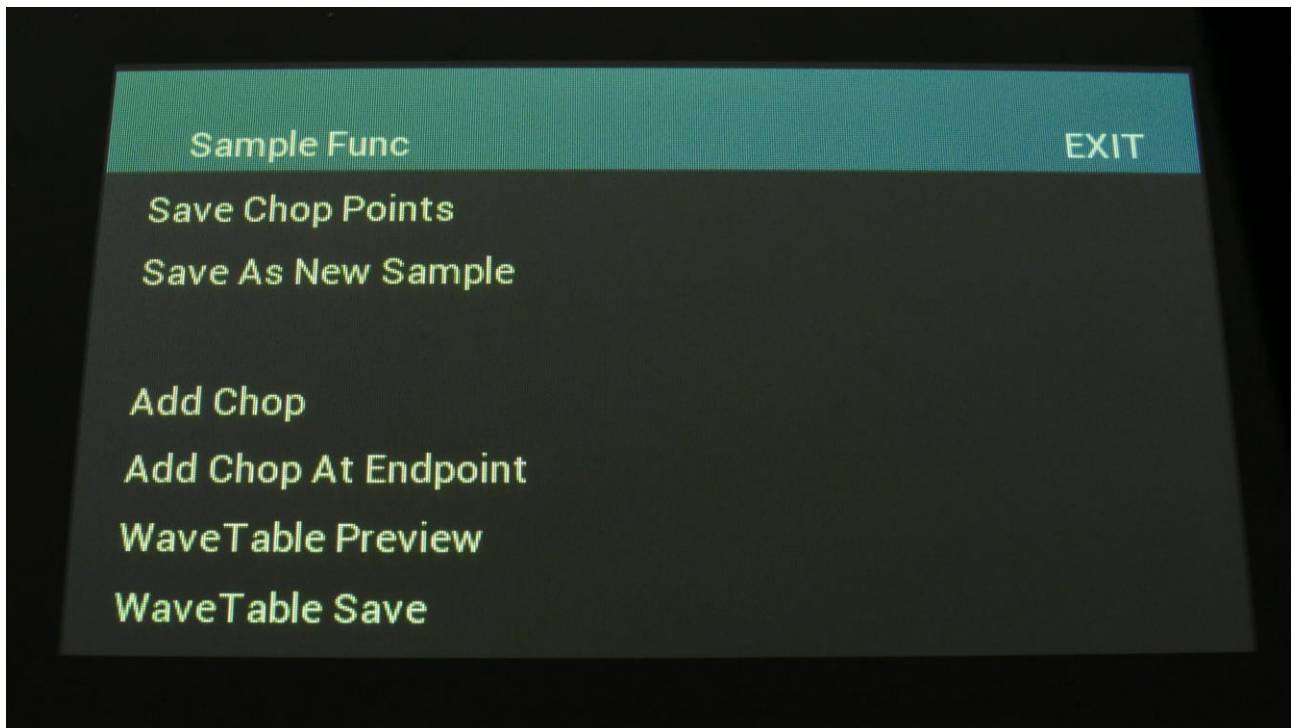 Sample Func EXIT
Save Chop Points
Save As New Sample
Add Chop
Add Chop At Endpoint
WaveTable Preview
WaveTable Save